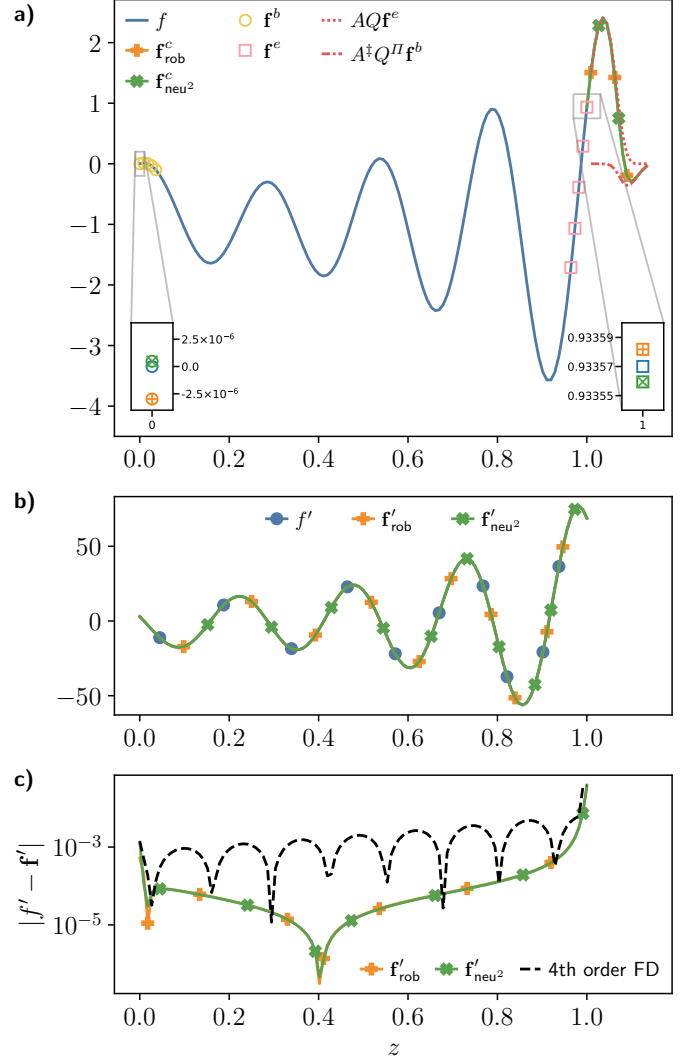 a)
f
f^c_rob
f^c_neu²
f^b
f^e
AQf^e
A^‡Q^Πf^b
2
1
0
−1
−2
−3
−4
2.5×10⁻⁶
0.0
-2.5×10⁻⁶
0
0.93359
0.93357
0.93355
1
0.0 0.2 0.4 0.6 0.8 1.0
b)
f′ f′_rob f′_neu²
50
0
−50
0.0 0.2 0.4 0.6 0.8 1.0
c)
|f′ − f′|
10⁻³
10⁻⁵
f′_rob f′_neu² 4th order FD
0.0 0.2 0.4 0.6 0.8 1.0
z